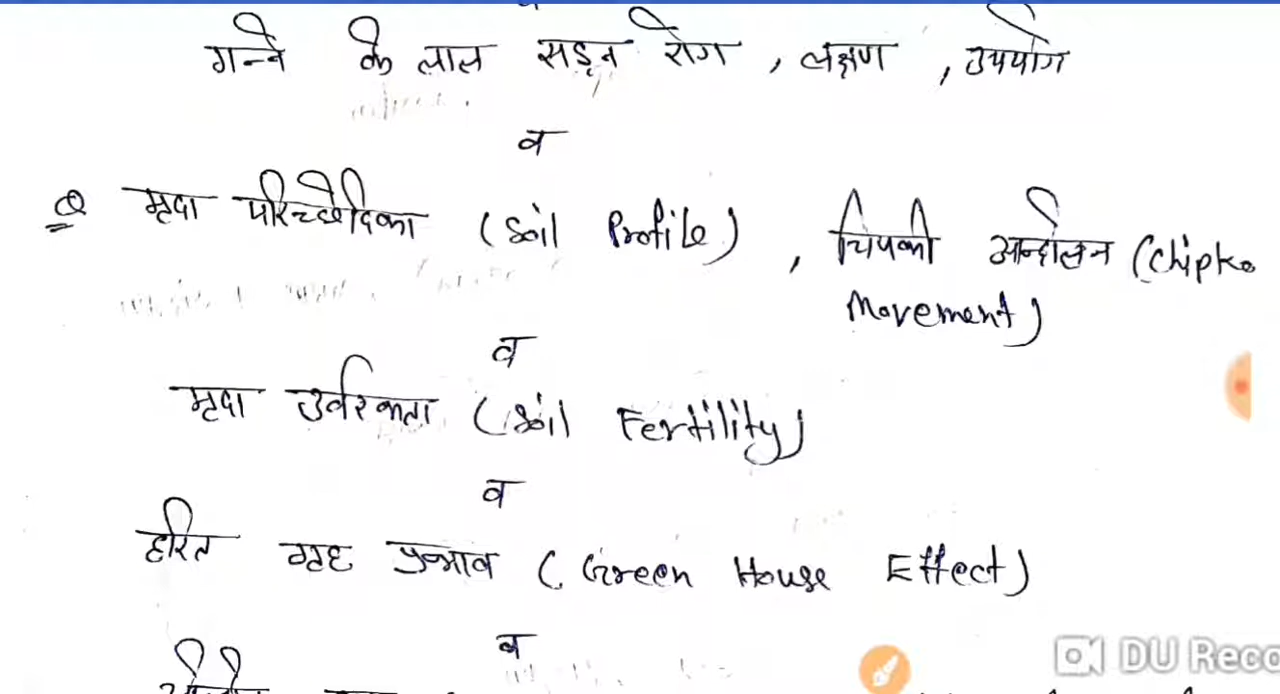 गन्ने के लाल सड़न रोग , लक्षण , उपयोग
व
Q मृदा परिच्छेदिका (Soil Profile) , चिपको आन्दोलन (Chipko
Movement)
व
मृदा उर्वरकता (Soil Fertility)
व
हरित गृह प्रभाव (Green House Effect)
व
DU Reco